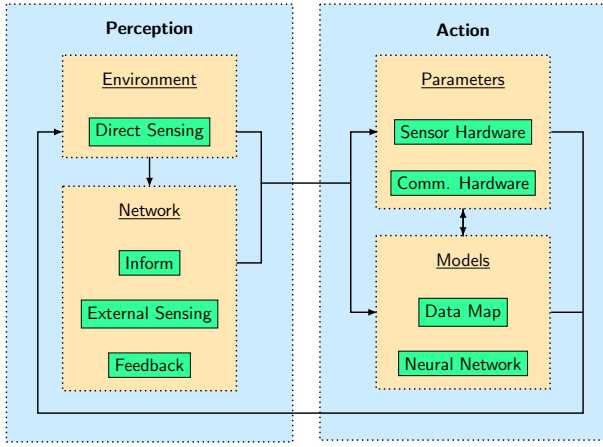 Perception
Environment
Direct Sensing
Network
Inform
External Sensing
Feedback
Action
Parameters
Sensor Hardware
Comm. Hardware
Models
Data Map
Neural Network